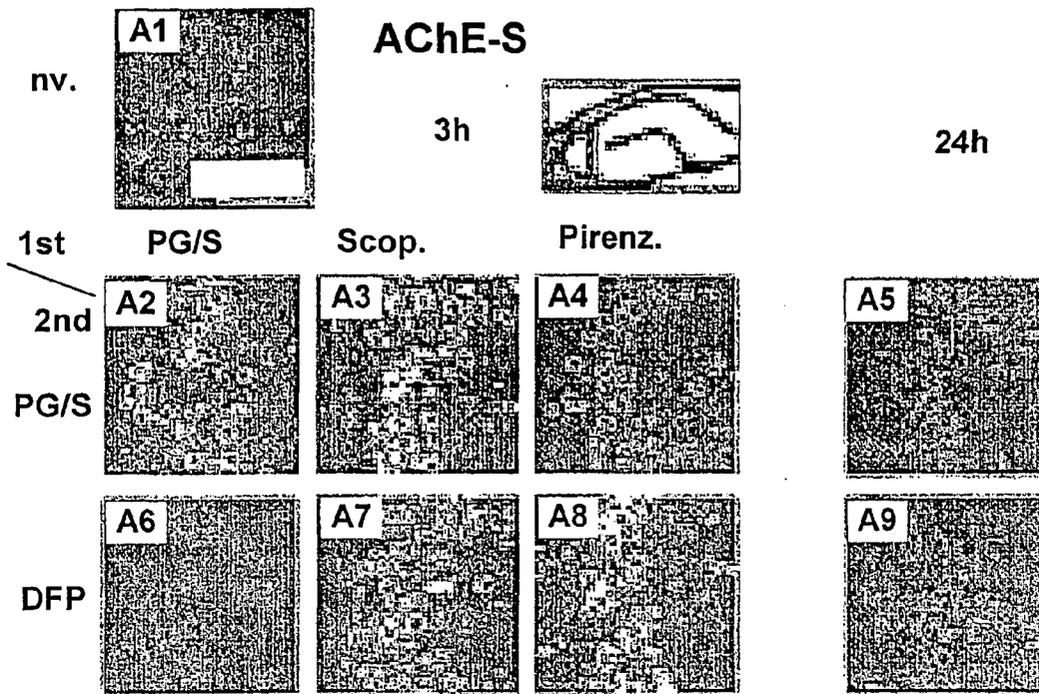 A1 AChE-S
nv. 3h 24h
1st PG/S Scop. Pirenz.
2nd A2 A3 A4 A5
PG/S
A6 A7 A8 A9
DFP